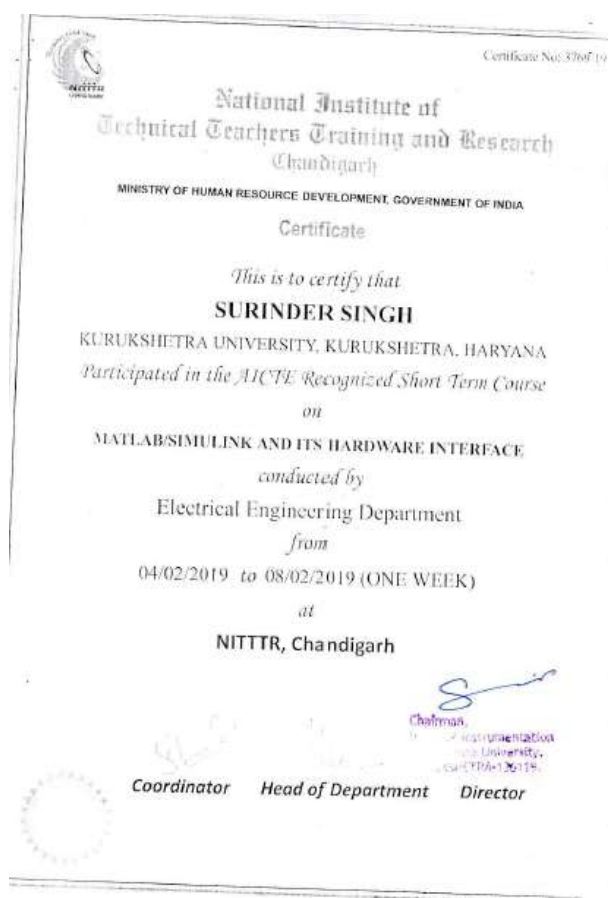 NITTTR
Certificate No:
National Institute of
Technical Teachers Training and Research
Chandigarh
MINISTRY OF HUMAN RESOURCE DEVELOPMENT, GOVERNMENT OF INDIA
Certificate
This is to certify that
SURINDER SINGH
KURUKSHETRA UNIVERSITY, KURUKSHETRA, HARYANA
Participated in the AICTE Recognized Short Term Course
on
MATLAB/SIMULINK AND ITS HARDWARE INTERFACE
conducted by
Electrical Engineering Department
from
04/02/2019 to 08/02/2019 (ONE WEEK)
at
NITTTR, Chandigarh
Chairman,
Instrumentation
University,
Coordinator Head of Department Director